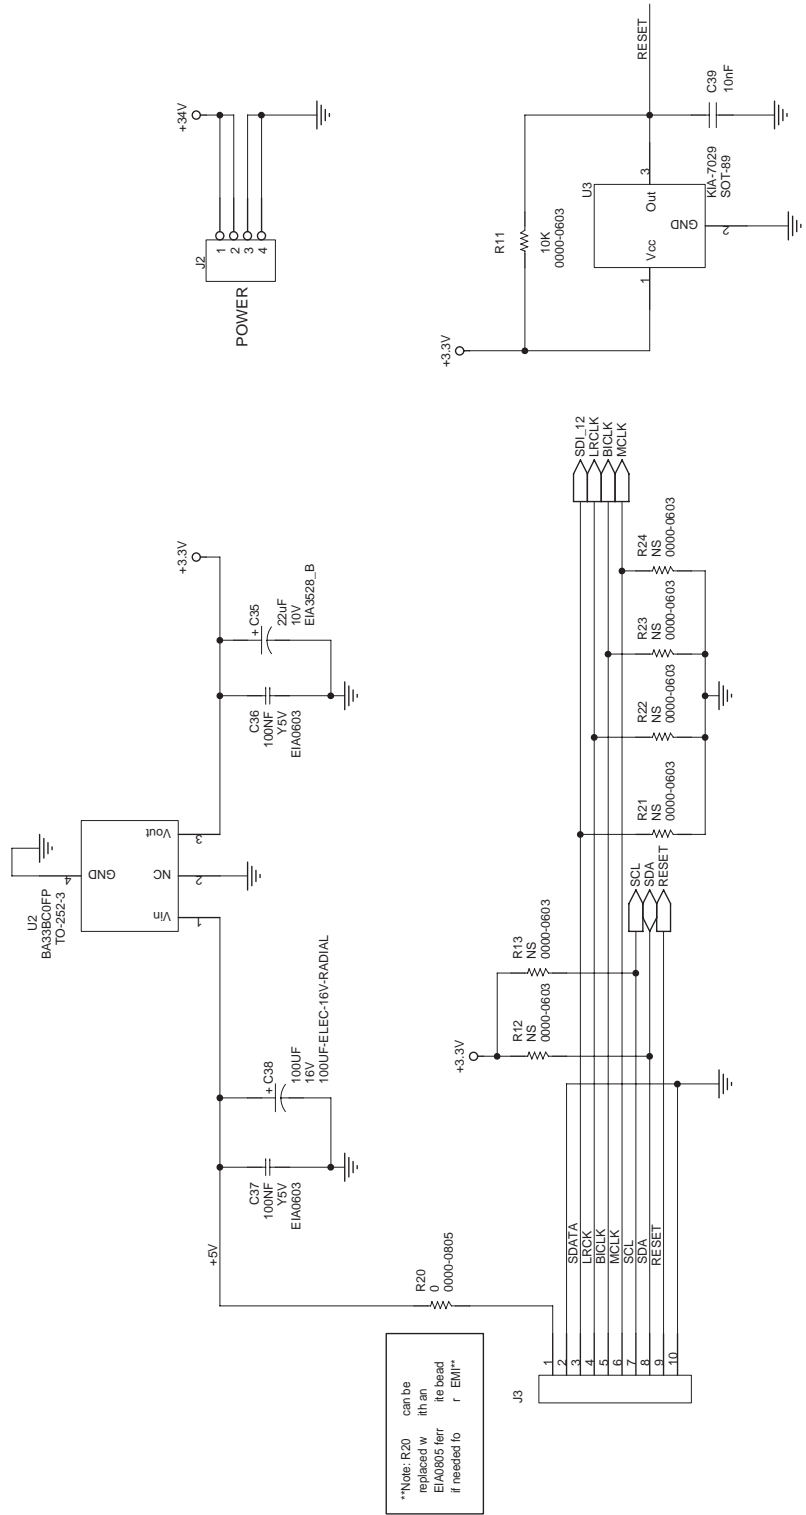 U2
BA33BC0FP
TO-252-3
GND
4
Vin
NC
Vout
1
2
3
+5V
C37
100NF
Y5V
EIA0603
+
C38
100UF
16V
100UF-ELEC-16V-RADIAL
C36
100NF
Y5V
EIA0603
+
C35
22uF
10V
EIA3528_B
+3.3V
J2
POWER
1
2
3
4
+34V
R20
0
0000-0805
**Note: R20 can be
replaced w ith an
EIA0805 ferr ite bead
if needed fo r EMI**
J3
1
2
3
4
5
6
7
8
9
10
SDATA
LRCK
BICLK
MCLK
SCL
SDA
RESET
+3.3V
R12
NS
0000-0603
R13
NS
0000-0603
SCL
SDA
RESET
R21
NS
0000-0603
R22
NS
0000-0603
R23
NS
0000-0603
R24
NS
0000-0603
SDI_12
LRCLK
BICLK
MCLK
+3.3V
R11
10K
0000-0603
U3
Vcc
Out
GND
1
3
2
KIA-7029
SOT-89
C39
10nF
RESET